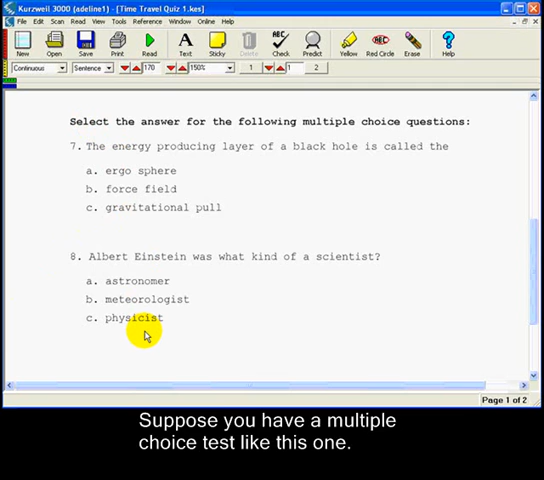 Kurzweil 3000 (adeline1) - [Time Travel Quiz 1.kes]
File Edit Read View Tools Reference Window Online Help
New Open Save Print Read Text Sticky Delete Check Predict Yellow Red Circle Erase Help
Continuous Sentence 170 150% 1 1 2
Select the answer for the following multiple choice questions:
7. The energy producing layer of a black hole is called the
a. ergo sphere
b. force field
c. gravitational pull
8. Albert Einstein was what kind of a scientist?
a. astronomer
b. meteorologist
c. physicist
Page 1 of 2
Suppose you have a multiple
choice test like this one.